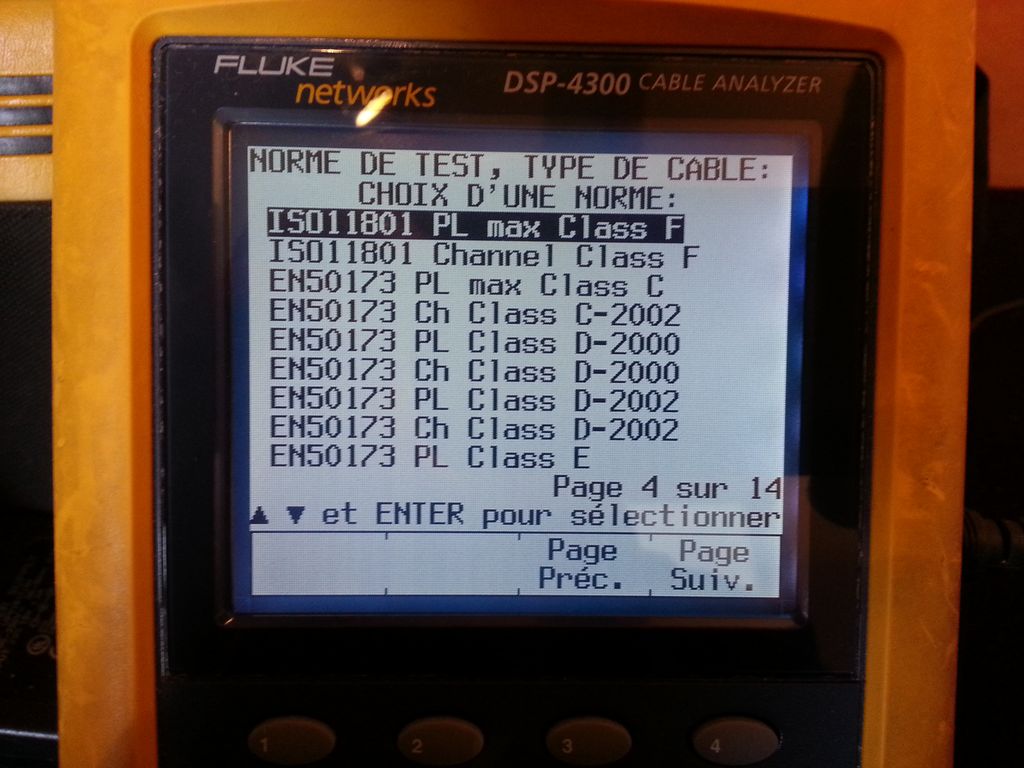 FLUKE
networks
DSP-4300 CABLE ANALYZER
NORME DE TEST, TYPE DE CABLE:
CHOIX D'UNE NORME:
ISO11801 PL max Class F
ISO11801 Channel Class F
EN50173 PL max Class C
EN50173 Ch Class C-2002
EN50173 PL Class D-2000
EN50173 Ch Class D-2000
EN50173 PL Class D-2002
EN50173 Ch Class D-2002
EN50173 PL Class E
Page 4 sur 14
▲ ▼ et ENTER pour sélectionner
Page Page
Préc. Suiv.
1 2 3 4